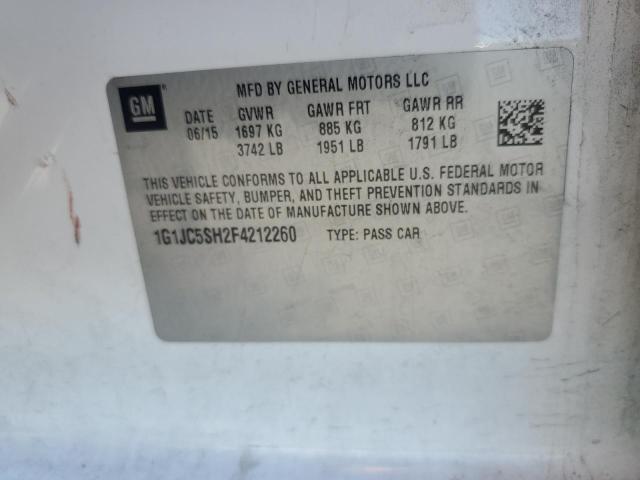 GM
MFD BY GENERAL MOTORS LLC
DATE GVWR GAWR FRT GAWR RR
06/15 1697 KG 885 KG 812 KG
3742 LB 1951 LB 1791 LB
THIS VEHICLE CONFORMS TO ALL APPLICABLE U.S. FEDERAL MOTOR
VEHICLE SAFETY, BUMPER, AND THEFT PREVENTION STANDARDS IN
EFFECT ON THE DATE OF MANUFACTURE SHOWN ABOVE.
1G1JC5SH2F4212260 TYPE: PASS CAR